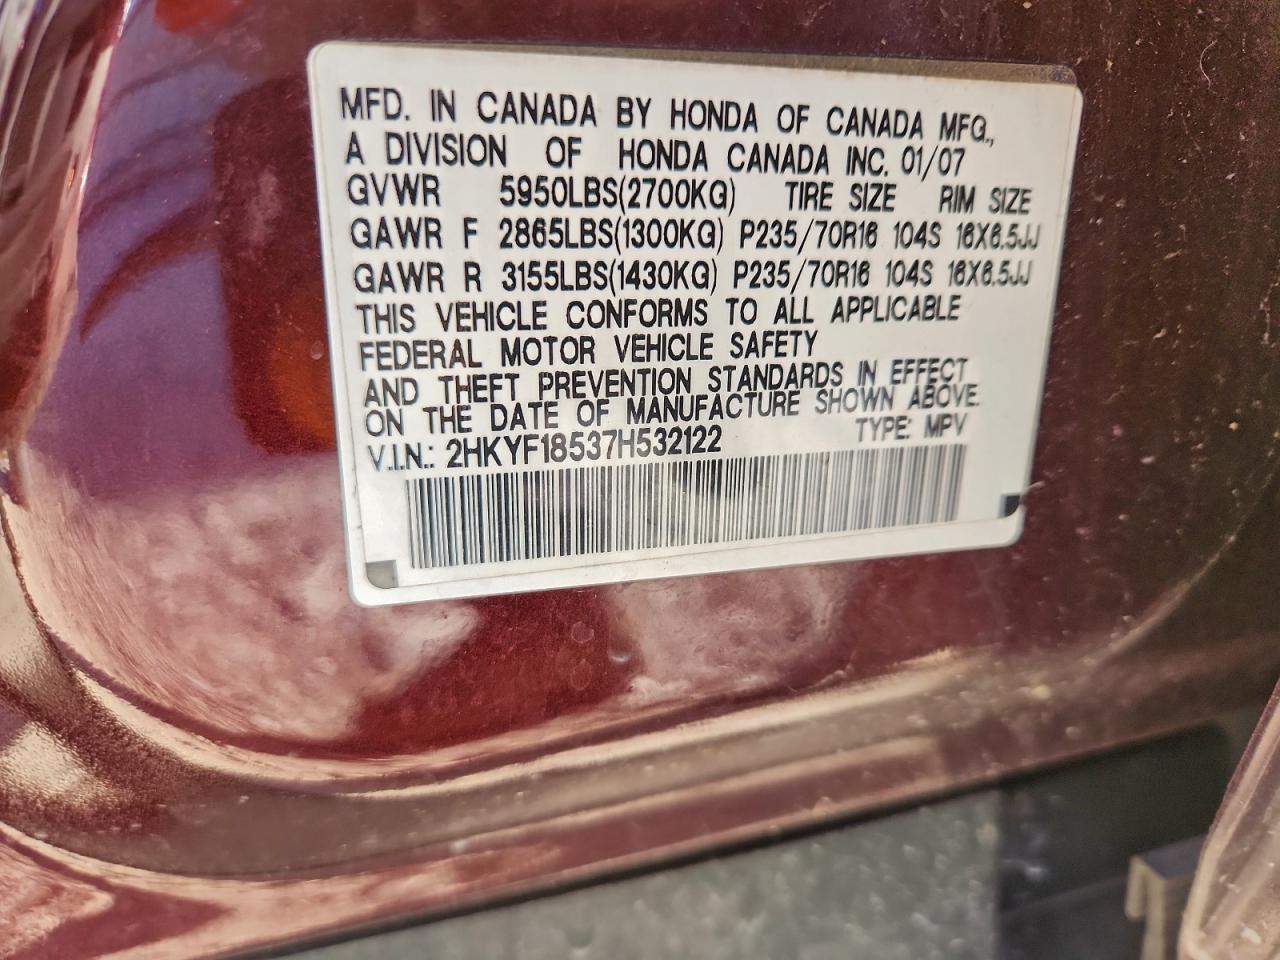 MFD. IN CANADA BY HONDA OF CANADA MFG.,
A DIVISION OF HONDA CANADA INC. 01/07
GVWR 5950LBS(2700KG) TIRE SIZE RIM SIZE
GAWR F 2865LBS(1300KG) P235/70R16 104S 16X6.5JJ
GAWR R 3155LBS(1430KG) P235/70R16 104S 16X6.5JJ
THIS VEHICLE CONFORMS TO ALL APPLICABLE
FEDERAL MOTOR VEHICLE SAFETY
AND THEFT PREVENTION STANDARDS IN EFFECT
ON THE DATE OF MANUFACTURE SHOWN ABOVE.
V.I.N.: 2HKYF18537H532122 TYPE: MPV